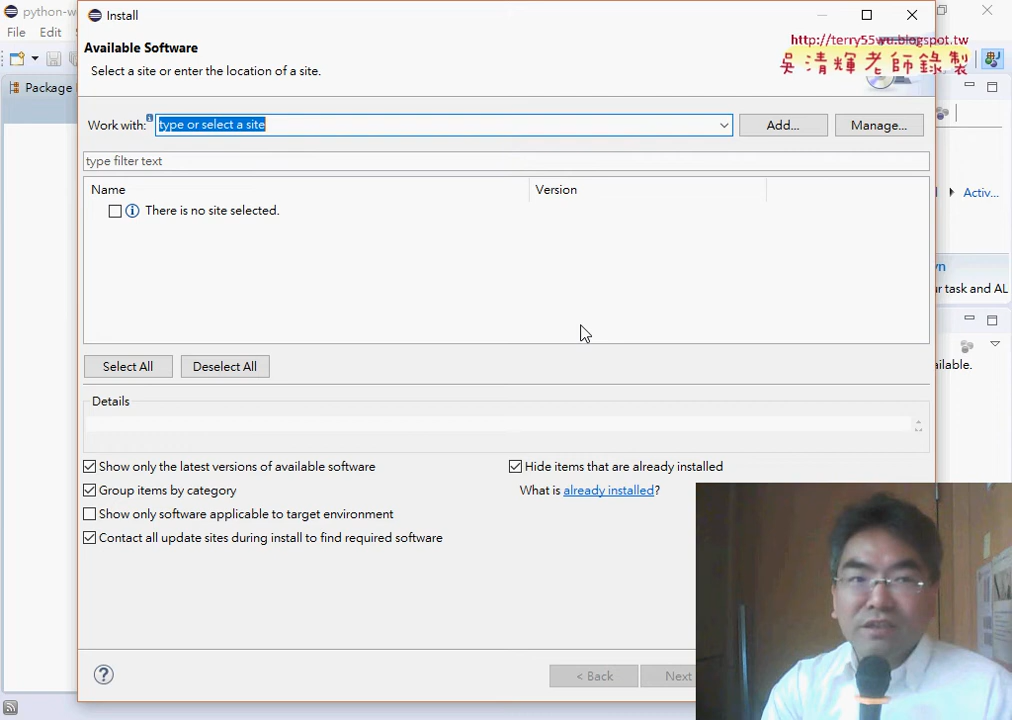 python-w
Install
File Edit
Available Software
Select a site or enter the location of a site.
http://terry55wu.blogspot.tw
吳清輝老師錄製
Package
Work with:
type or select a site
Add...
Manage...
type filter text
Name
Version
There is no site selected.
Activ...
ur task and AL
Select All
Deselect All
ailable.
Details
Show only the latest versions of available software
Hide items that are already installed
Group items by category
What is already installed?
Show only software applicable to target environment
Contact all update sites during install to find required software
< Back
Next